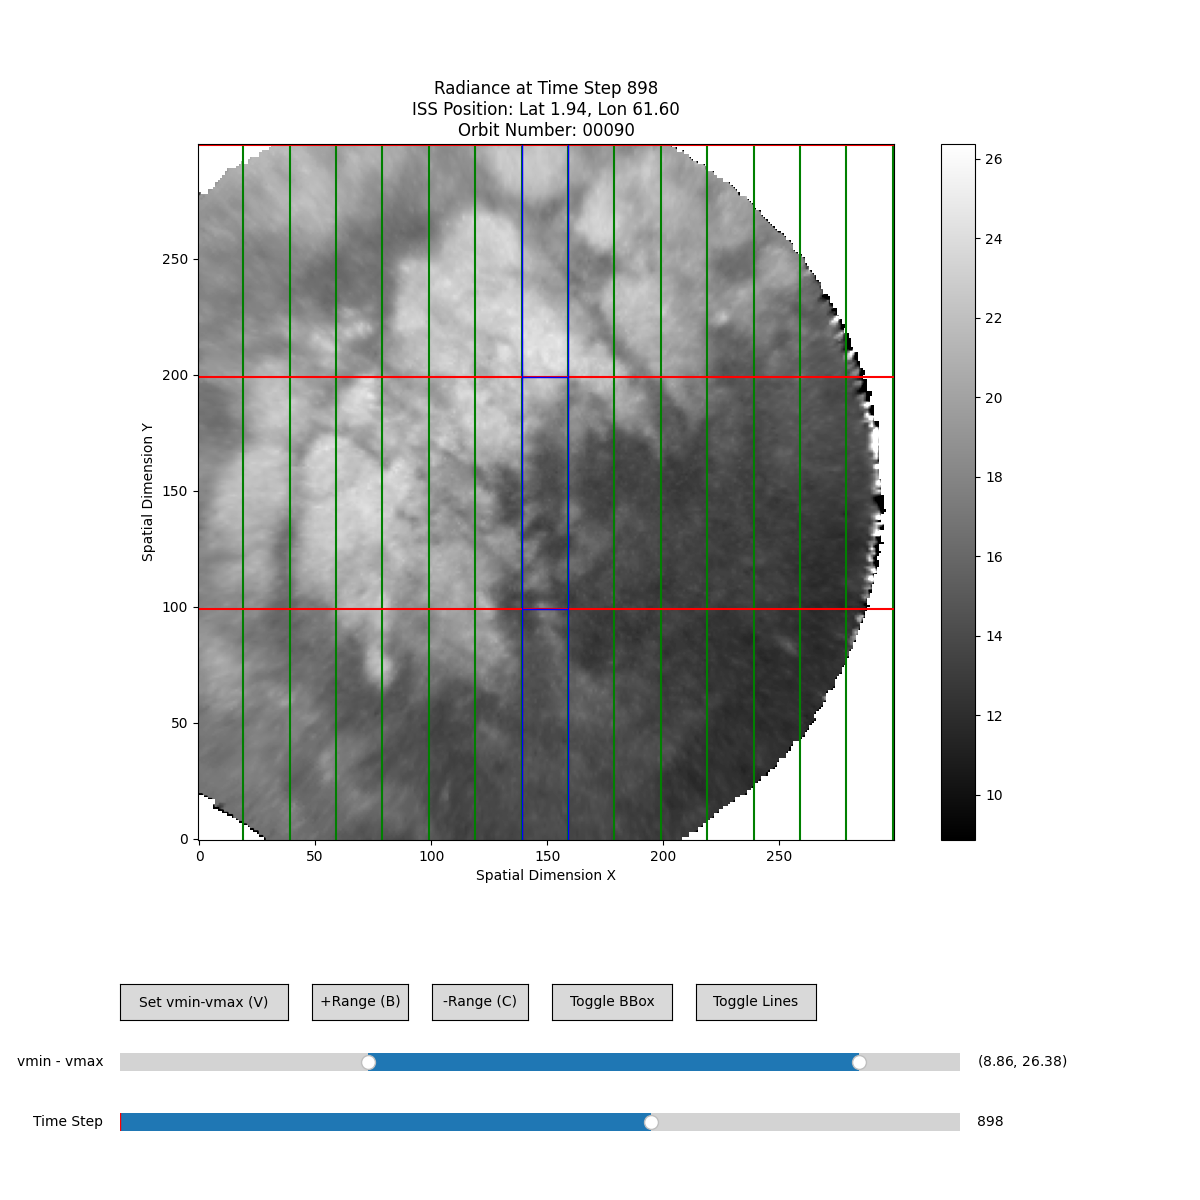 Radiance at Time Step 898
ISS Position: Lat 1.94, Lon 61.60
Orbit Number: 00090
Spatial Dimension Y
250
200
150
100
50
0
0 50 100 150 200 250
Spatial Dimension X
26
24
22
20
18
16
14
12
10
Set vmin-vmax (V) +Range (B) -Range (C) Toggle BBox Toggle Lines
vmin - vmax (8.86, 26.38)
Time Step 898